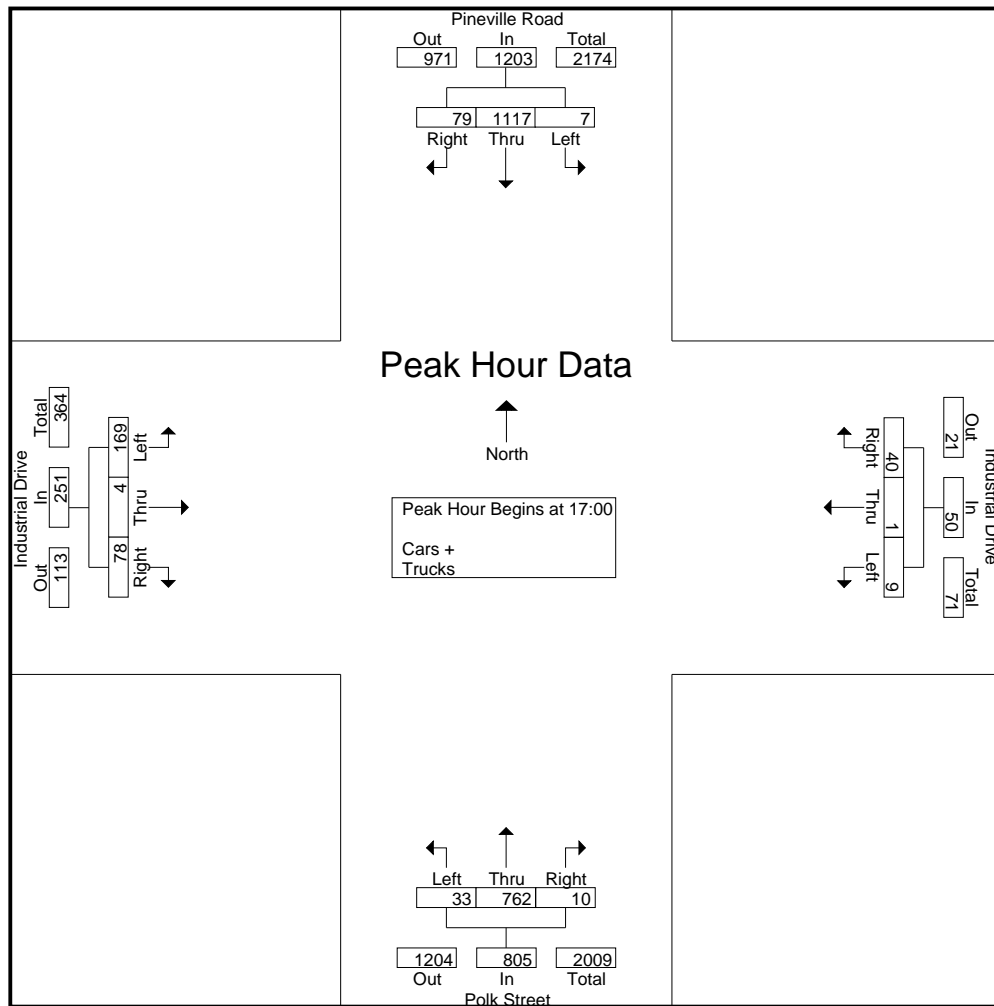 Pineville Road
Out In Total
971 1203 2174
79 1117 7
Right Thru Left
Peak Hour Data
North
Peak Hour Begins at 17:00
Cars +
Trucks
Industrial Drive
Total In Out
364 251 113
169 4 78
Left Thru Right
Industrial Drive
Out In Total
21 50 71
40 1 9
Right Thru Left
Left Thru Right
33 762 10
1204 805 2009
Out In Total
Polk Street